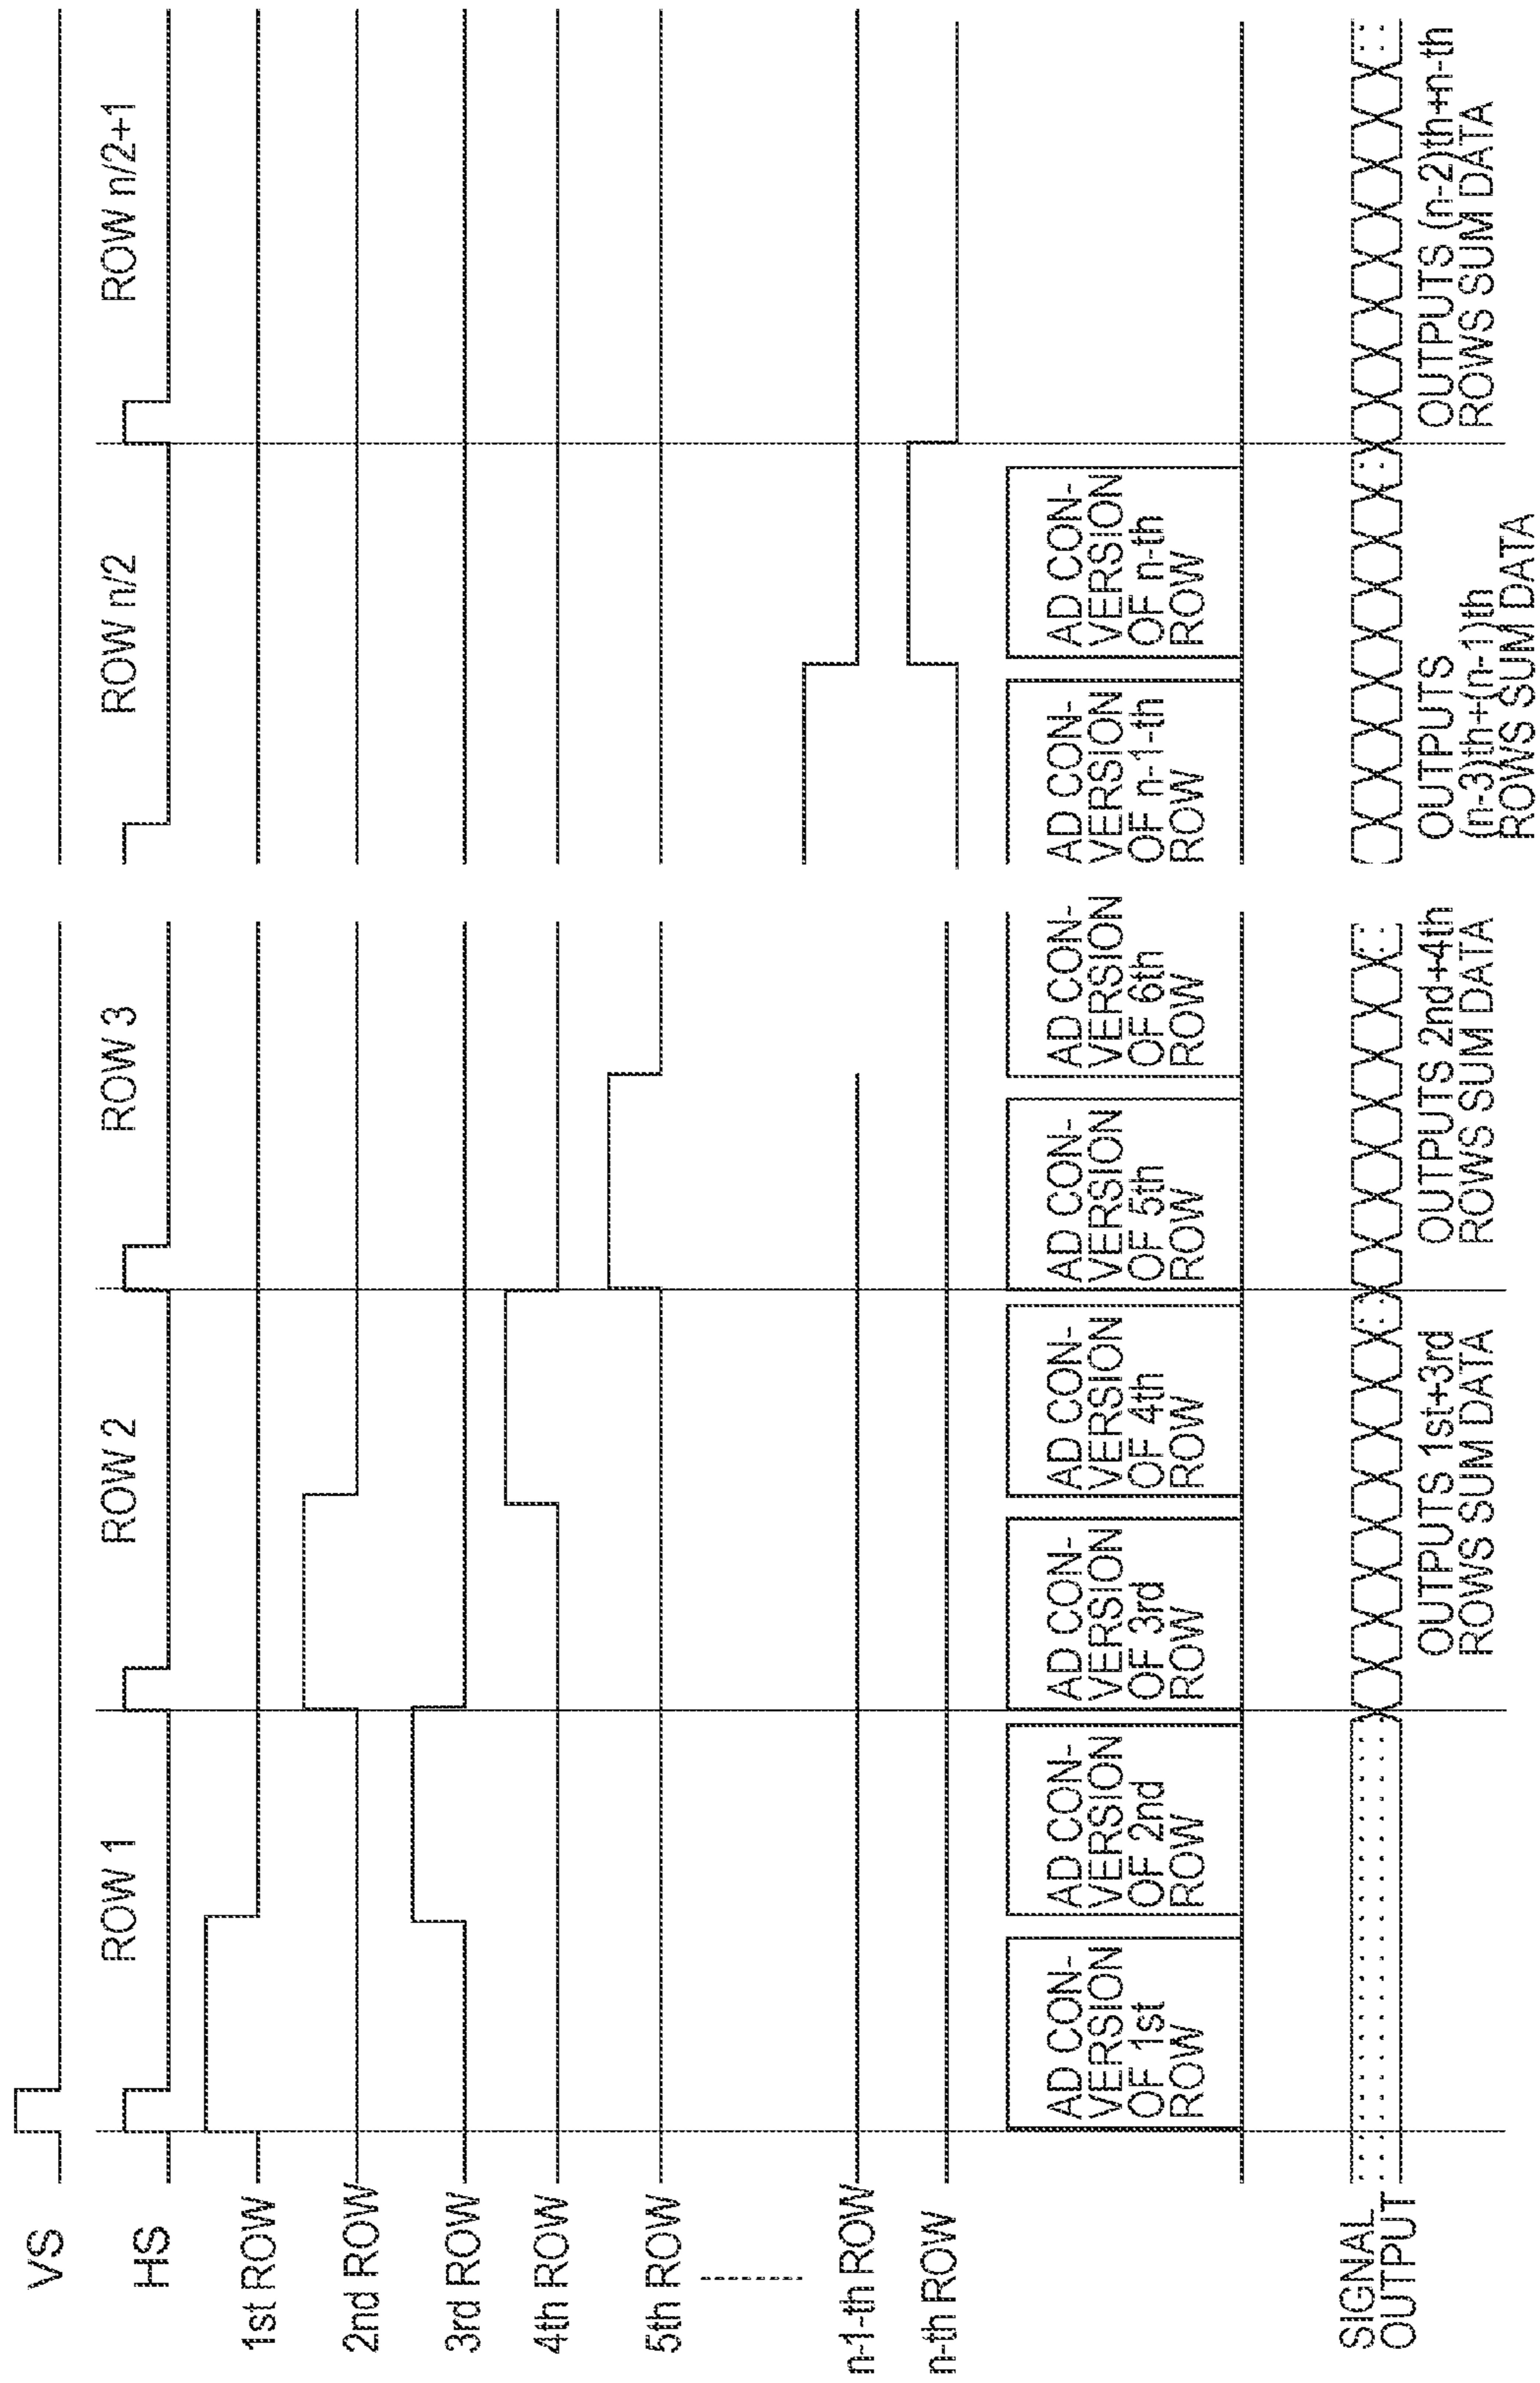 VS
HS
ROW 1
ROW 2
ROW 3
ROW n/2
ROW n/2+1
1st ROW
2nd ROW
3rd ROW
4th ROW
5th ROW
n-1-th ROW
n-th ROW
AD CON-
VERSION
OF 1st
ROW
AD CON-
VERSION
OF 2nd
ROW
AD CON-
VERSION
OF 3rd
ROW
AD CON-
VERSION
OF 4th
ROW
AD CON-
VERSION
OF 5th
ROW
AD CON-
VERSION
OF 6th
ROW
AD CON-
VERSION
OF n-1-th
ROW
AD CON-
VERSION
OF n-th
ROW
SIGNAL
OUTPUT
OUTPUTS 1st+3rd
ROWS SUM DATA
OUTPUTS 2nd+4th
ROWS SUM DATA
OUTPUTS
(n-3)th+(n-1)th
ROWS SUM DATA
OUTPUTS (n-2)th+n-th
ROWS SUM DATA